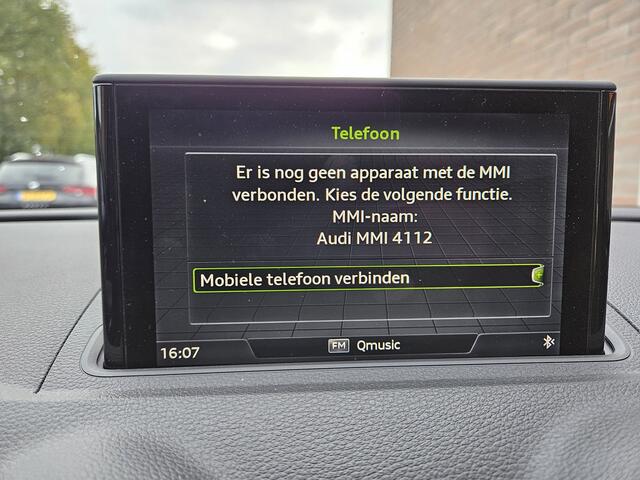 Telefoon
Er is nog geen apparaat met de MMI
verbonden. Kies de volgende functie.
MMI-naam:
Audi MMI 4112
Mobiele telefoon verbinden
16:07
FM Qmusic